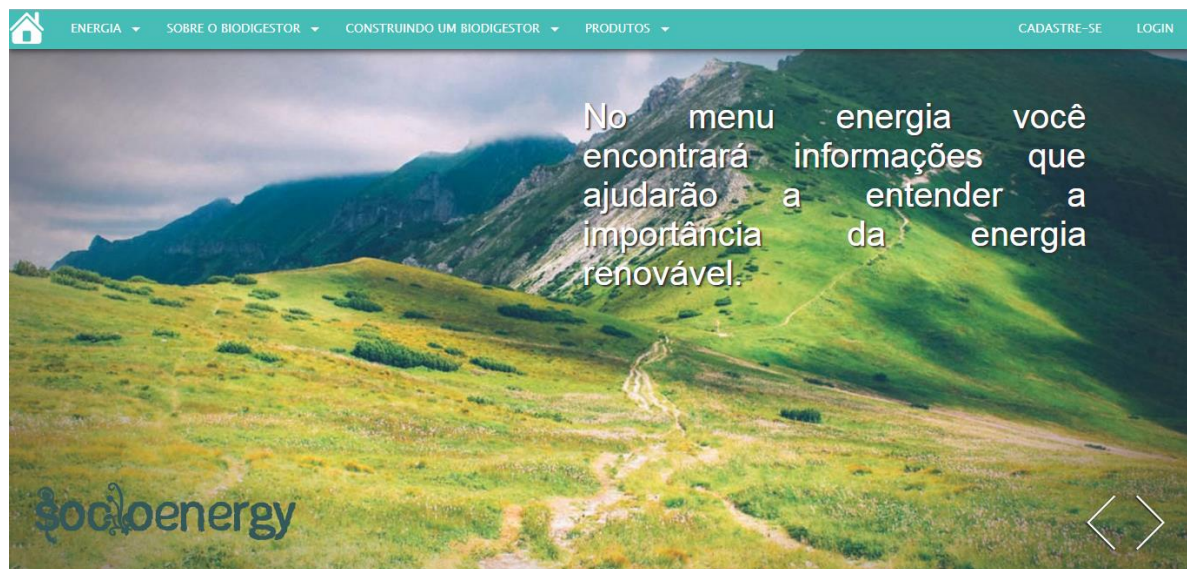 ENERGIA SOBRE O BIODIGESTOR CONSTRUINDO UM BIODIGESTOR PRODUTOS CADASTRE-SE LOGIN
No menu energia você
encontrará informações que
ajudarão a entender a
importância da energia
renovável.
socioenergy